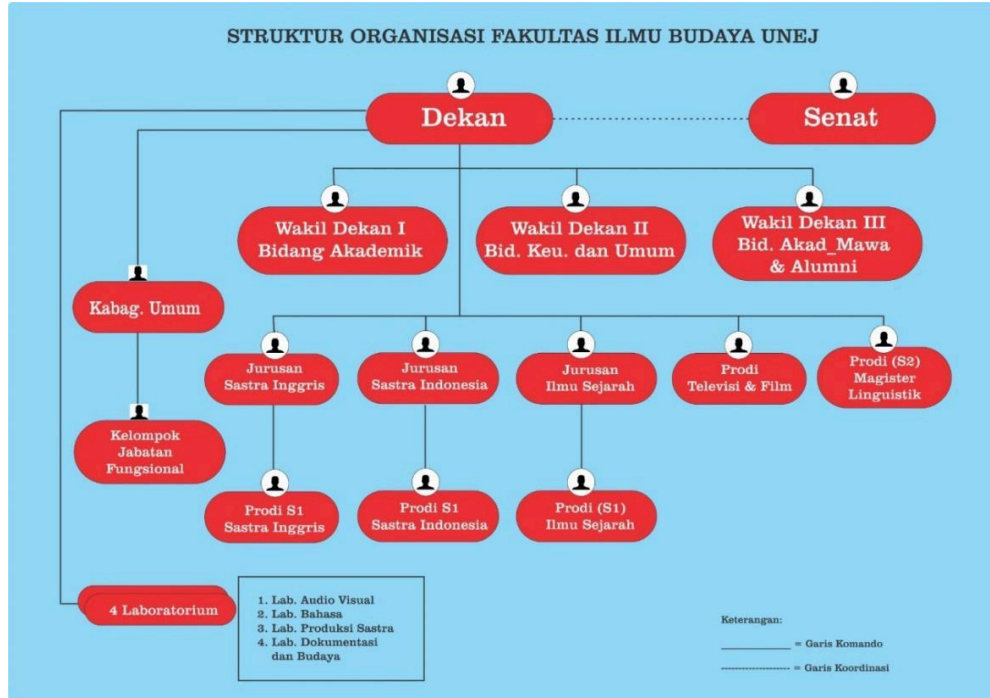 STRUKTUR ORGANISASI FAKULTAS ILMU BUDAYA UNEJ
Dekan
Senat
Wakil Dekan I
Bidang Akademik
Wakil Dekan II
Bid. Keu. dan Umum
Wakil Dekan III
Bid. Akad_Mawa
& Alumni
Kabag. Umum
Jurusan
Sastra Inggris
Jurusan
Sastra Indonesia
Jurusan
Ilmu Sejarah
Prodi
Televisi & Film
Prodi (S2)
Magister
Linguistik
Kelompok
Jabatan
Fungsional
Prodi S1
Sastra Inggris
Prodi S1
Sastra Indonesia
Prodi (S1)
Ilmu Sejarah
4 Laboratorium
1. Lab. Audio Visual
2. Lab. Bahasa
3. Lab. Produksi Sastra
4. Lab. Dokumentasi
dan Budaya
Keterangan:
= Garis Komando
= Garis Koordinasi